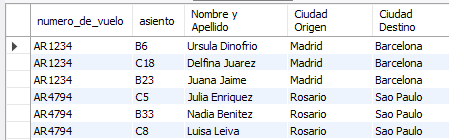 numero_de_vuelo asiento Nombre y Apellido Ciudad Origen Ciudad Destino
AR1234 B6 Ursula Dinofrio Madrid Barcelona
AR1234 C18 Delfina Juarez Madrid Barcelona
AR1234 B23 Juana Jaime Madrid Barcelona
AR4794 C5 Julia Enriquez Rosario Sao Paulo
AR4794 B33 Nadia Benitez Rosario Sao Paulo
AR4794 C8 Luisa Leiva Rosario Sao Paulo